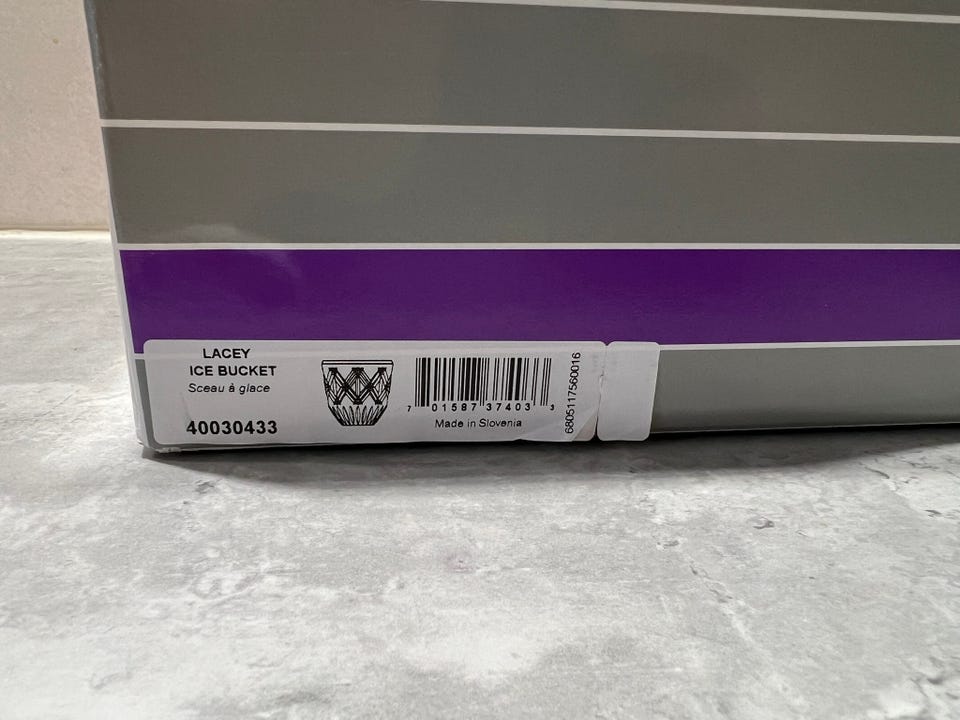 LACEY
ICE BUCKET
Sceau à glace
40030433
7 01587 37403 3
Made in Slovenia
6805117560016